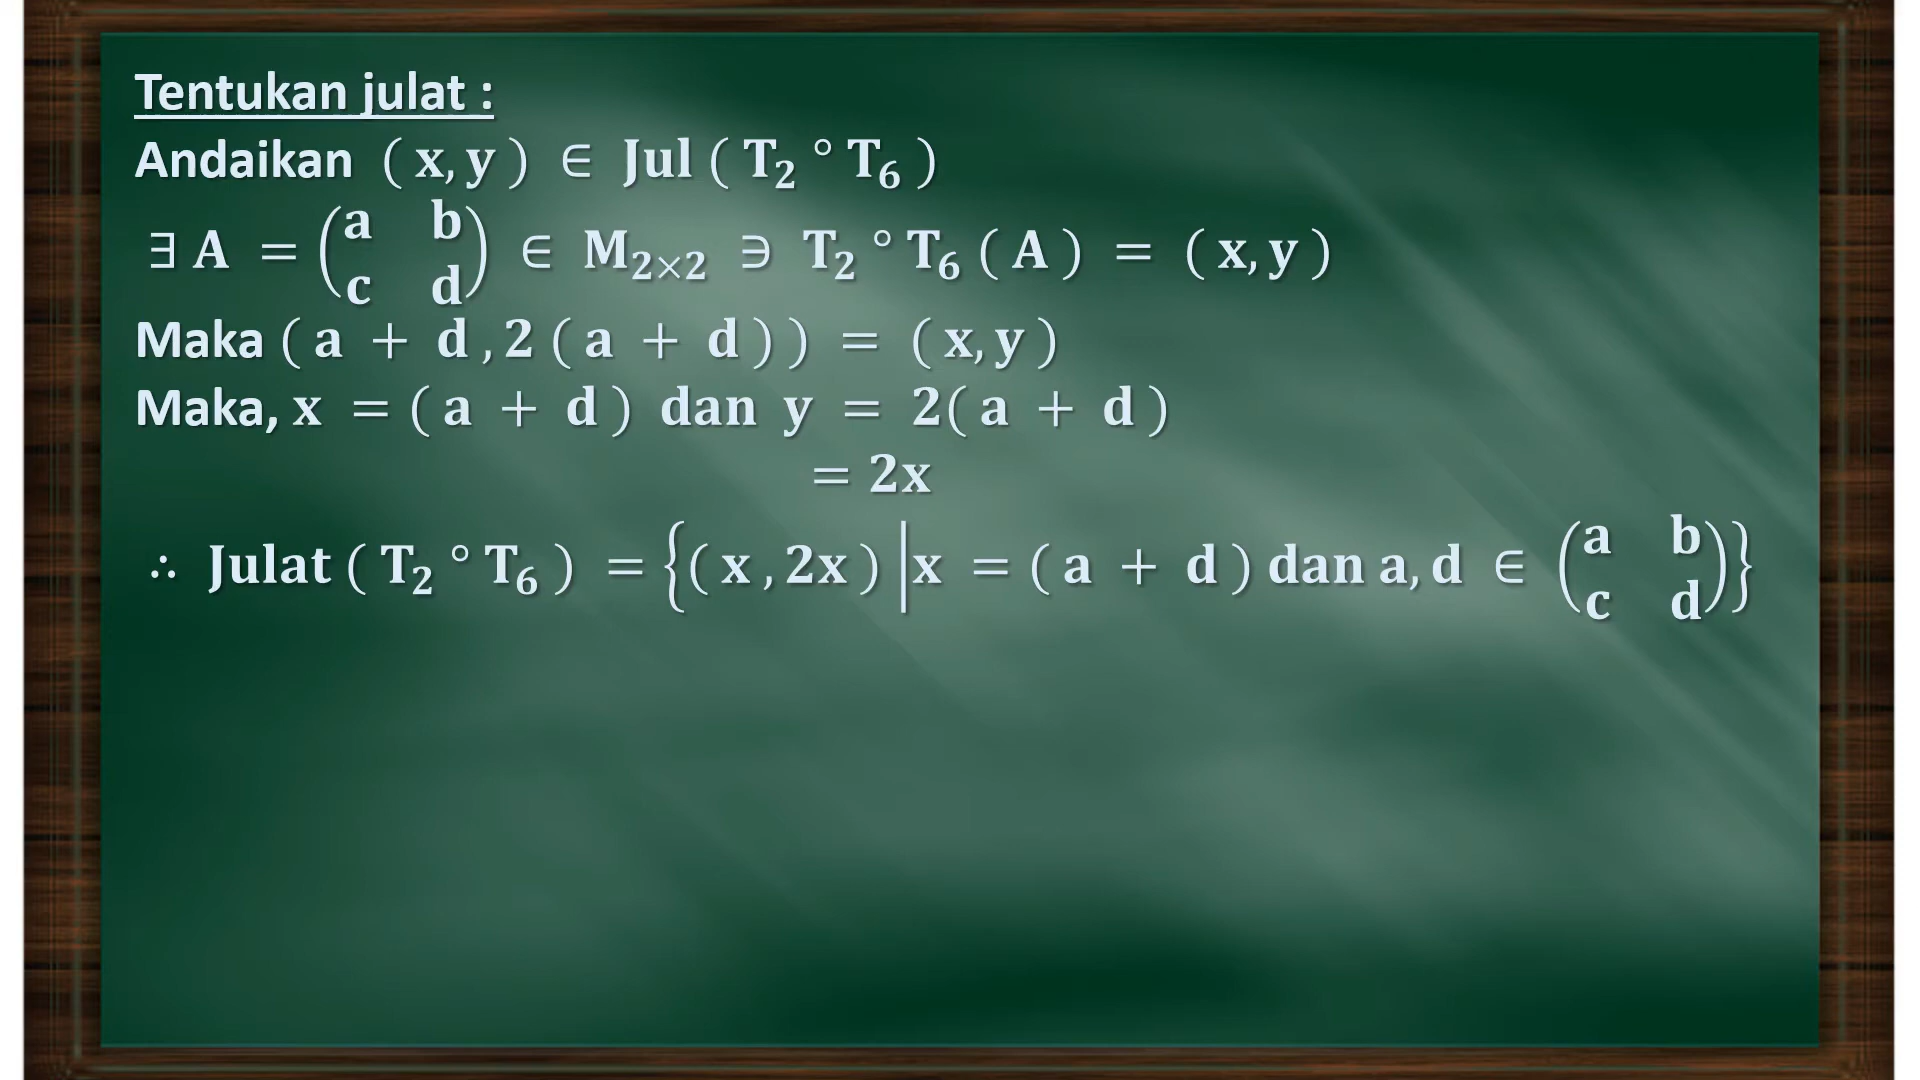 Tentukan julat :
Andaikan ( x, y ) ∈ Jul ( T₂ ° T₆ )
∃ A = (a b
c d) ∈ M₂ₓ₂ ∋ T₂ ° T₆ ( A ) = ( x, y )
Maka ( a + d , 2 ( a + d ) ) = ( x, y )
Maka, x = ( a + d ) dan y = 2( a + d )
= 2x
∴ Julat ( T₂ ° T₆ ) = {( x , 2x ) |x = ( a + d ) dan a, d ∈ (a b
c d)}